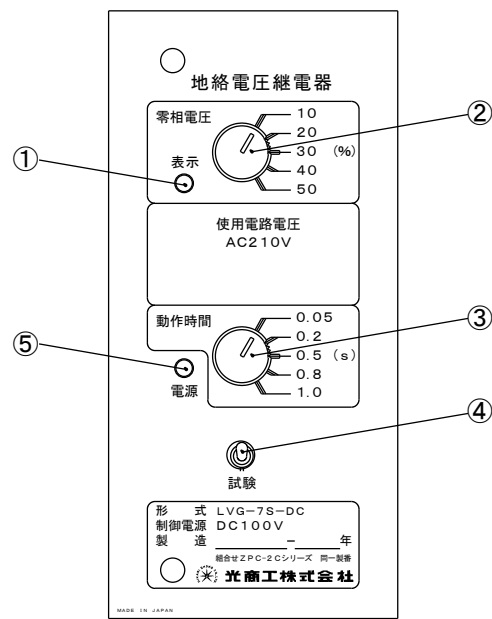 地絡電圧継電器
零相電圧
10
20
30 (%)
40
50
②
①
表示
使用電路電圧
AC210V
動作時間
0.05
0.2
0.5 (s)
0.8
1.0
③
⑤
電源
④
試験
形 式 LVG-7S-DC
制御電源 DC100V
製 造 - 年
組合せZPC-2Cシリーズ 同一製番
光商工株式会社
MADE IN JAPAN